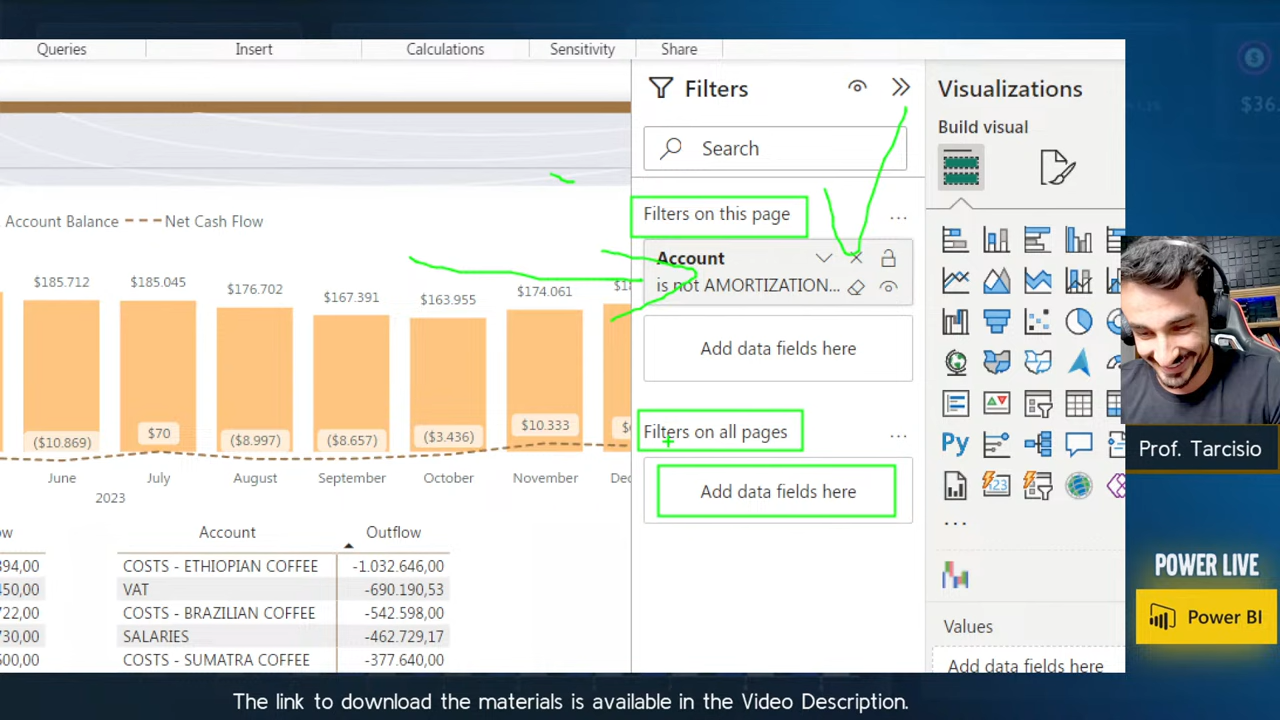 Queries Insert Calculations Sensitivity Share
Filters
Visualizations
Build visual
Search
Account Balance Net Cash Flow
Filters on this page ...
Account
is not AMORTIZATION...
Add data fields here
Filters on all pages ...
Add data fields here
$185.712 $185.045 $176.702 $167.391 $163.955 $174.061
($10.869) $70 ($8.997) ($8.657) ($3.436) $10.333
June July August September October November
2023
Account Outflow
COSTS - ETHIOPIAN COFFEE -1.032.646,00
VAT -690.190,53
COSTS - BRAZILIAN COFFEE -542.598,00
SALARIES -462.729,17
COSTS - SUMATRA COFFEE -377.640,00
Py
123
...
Values
Add data fields here
$36.
Prof. Tarcisio
POWER LIVE
Power BI
The link to download the materials is available in the Video Description.